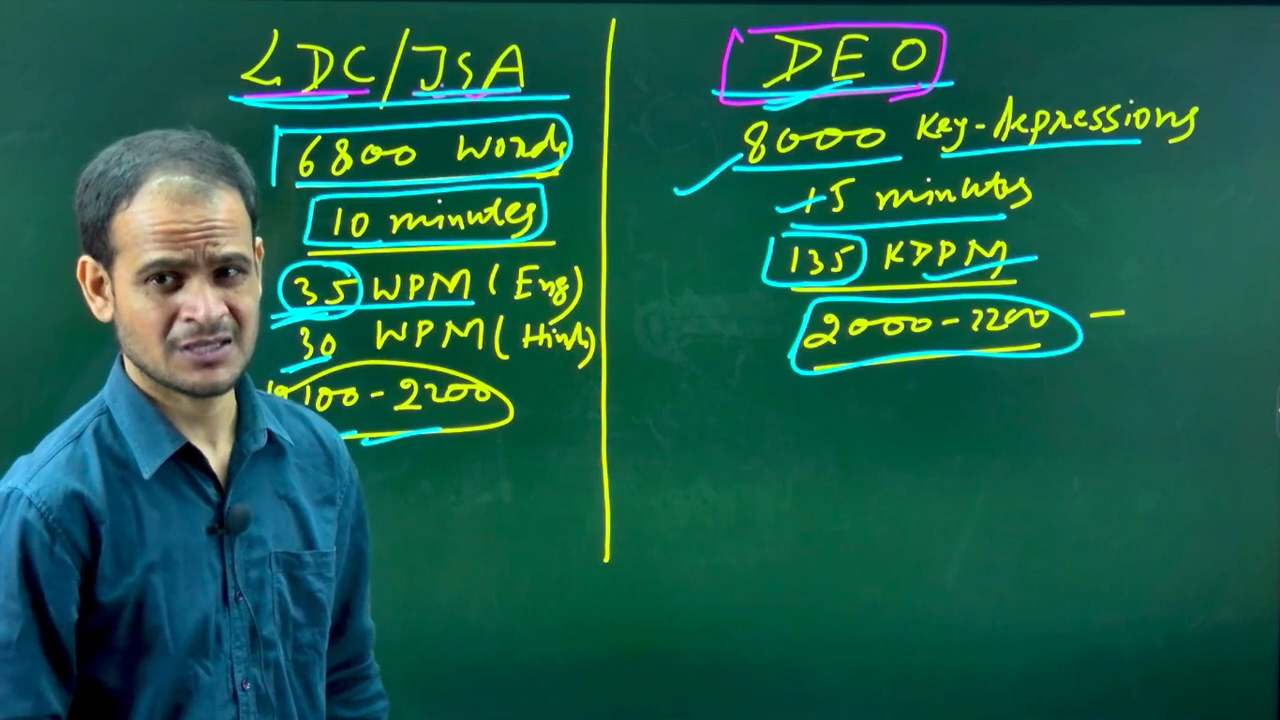 LDC/JSA
6800 Words
10 minutes
35 WPM (Eng)
30 WPM (Hindi)
100-2200
DEO
8000 Key-Depressions
15 minutes
135 KDPM
2000-2200 -